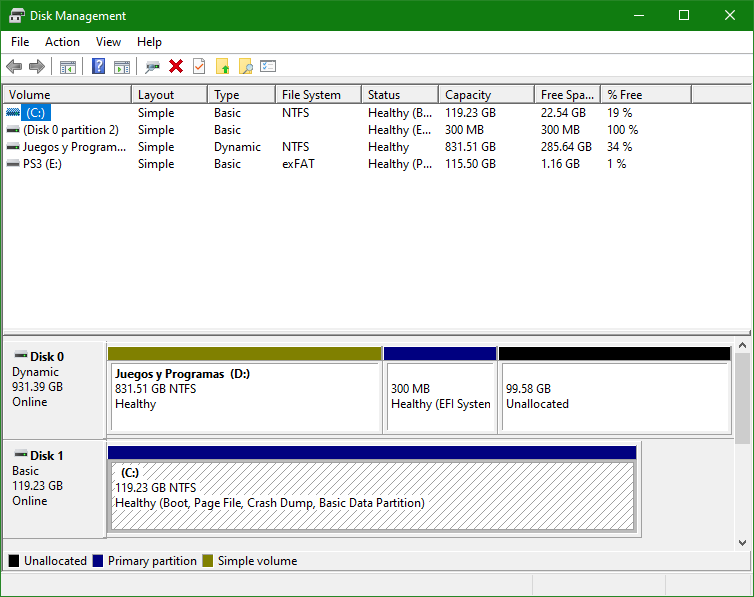 Disk Management
File Action View Help
Volume Layout Type File System Status Capacity Free Spa... % Free
(C:) Simple Basic NTFS Healthy (B... 119.23 GB 22.54 GB 19 %
(Disk 0 partition 2) Simple Basic Healthy (E... 300 MB 300 MB 100 %
Juegos y Program... Simple Dynamic NTFS Healthy 831.51 GB 285.64 GB 34 %
PS3 (E:) Simple Basic exFAT Healthy (P... 115.50 GB 1.16 GB 1 %
Disk 0
Dynamic
931.39 GB
Online
Juegos y Programas (D:)
831.51 GB NTFS
Healthy
300 MB
Healthy (EFI System
99.58 GB
Unallocated
Disk 1
Basic
119.23 GB
Online
(C:)
119.23 GB NTFS
Healthy (Boot, Page File, Crash Dump, Basic Data Partition)
Unallocated Primary partition Simple volume